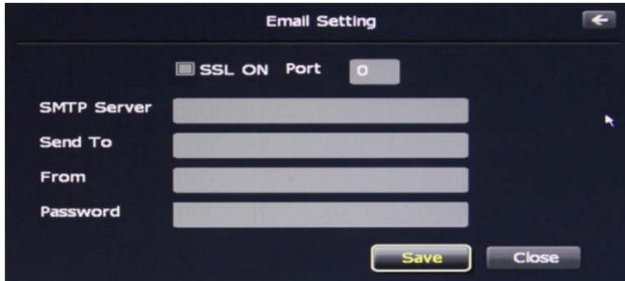 Email Setting
SSL ON Port 0
SMTP Server
Send To
From
Password
Save Close